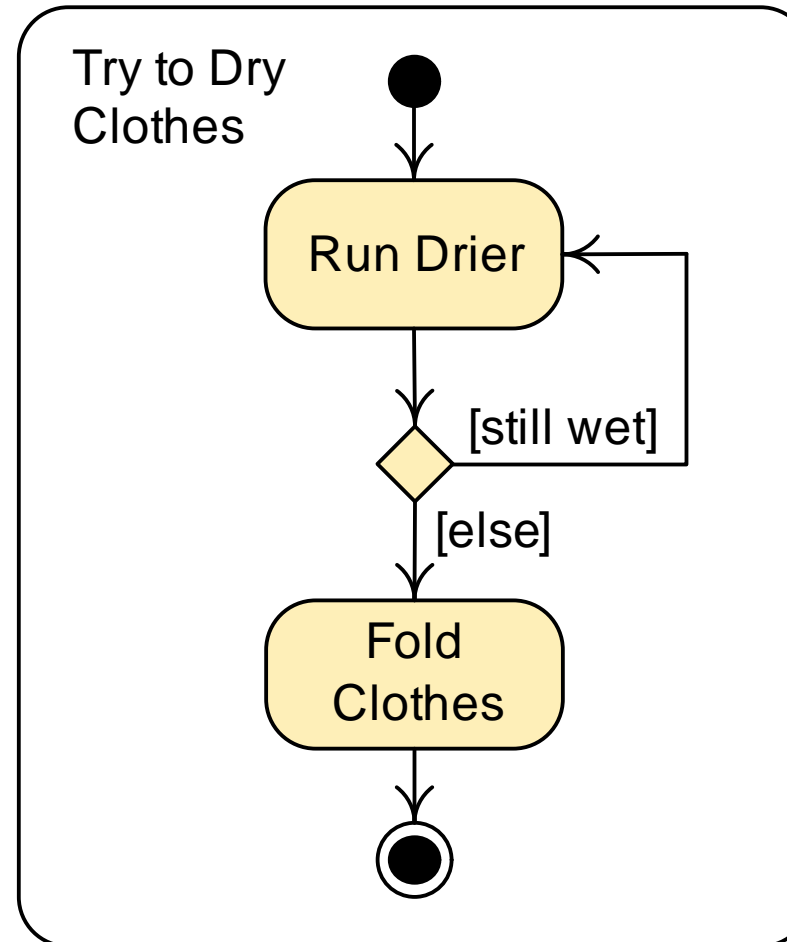 Try to Dry
Clothes
Run Drier
[still wet]
[else]
Fold
Clothes